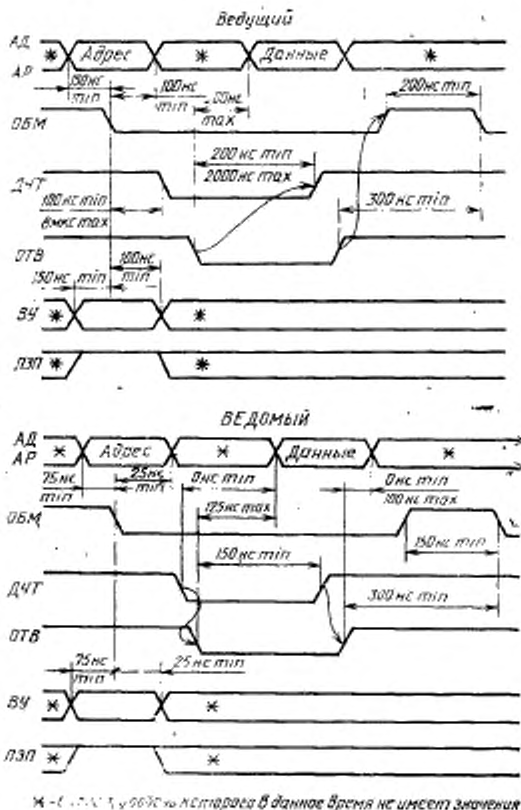 Ведущий
АД
АР
* Адрес * Данные *
150нс min
100нс min
max
200нс min
ОБМ
200нс min
2000нс max
ДЧТ
100нс min
8мкс max
300нс min
ОТВ
100нс min
150нс min
ВУ
* *
ПЗП
* *
ВЕДОМЫЙ
АД
АР
* Адрес * Данные *
75нс min
25нс min
0нс min
0нс min
100нс max
125нс max
ОБМ
150нс min
150нс min
ДЧТ
300нс min
ОТВ
75нс min
25нс min
ВУ
* *
ПЗП
* *
* - которого в данное время не имеет значения